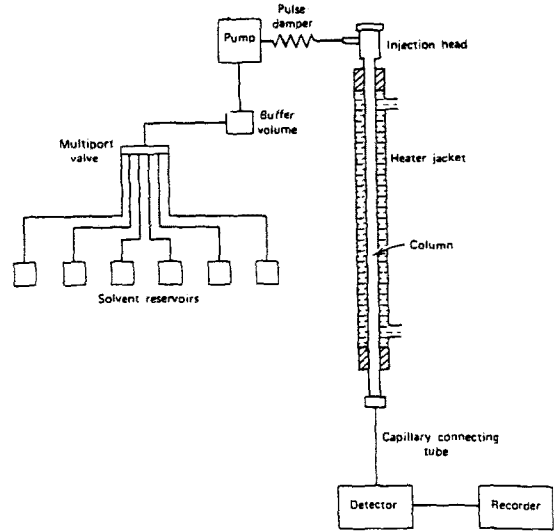 Pulse
damper
Pump
Injection head
Buffer
volume
Multiport
valve
Heater jacket
Column
Solvent reservoirs
Capillary connecting
tube
Detector
Recorder